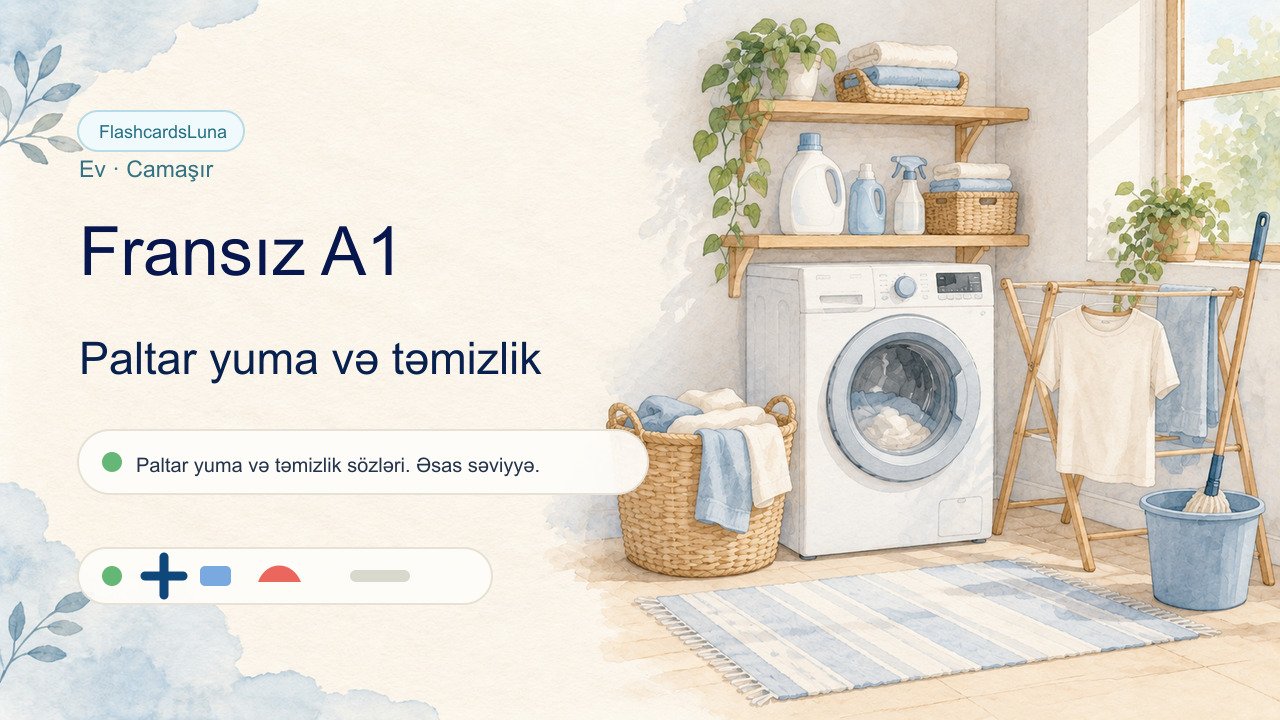 FlashcardsLuna
Ev · Camaşır
Fransız A1
Paltar yuma və təmizlik
Paltar yuma və təmizlik sözləri. Əsas səviyyə.